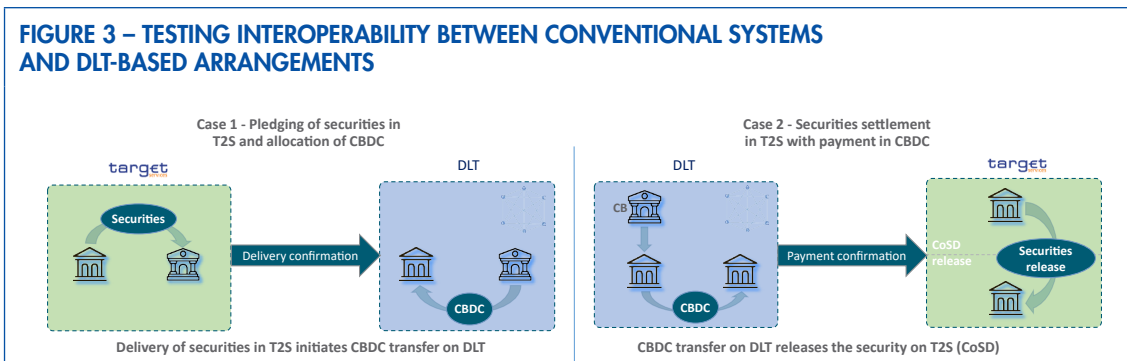 FIGURE 3 – TESTING INTEROPERABILITY BETWEEN CONVENTIONAL SYSTEMS
AND DLT-BASED ARRANGEMENTS
Case 1 - Pledging of securities in
T2S and allocation of CBDC
target
services
DLT
Securities
Delivery confirmation
CBDC
Delivery of securities in T2S initiates CBDC transfer on DLT
Case 2 - Securities settlement
in T2S with payment in CBDC
DLT
target
services
CB
Payment confirmation
CoSD
release
Securities
release
CBDC
CBDC transfer on DLT releases the security on T2S (CoSD)